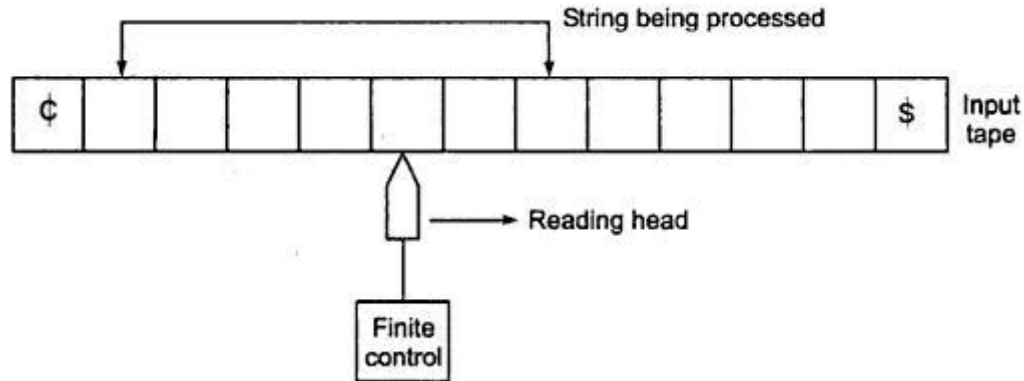 String being processed
¢
$
Input
tape
Reading head
Finite
control